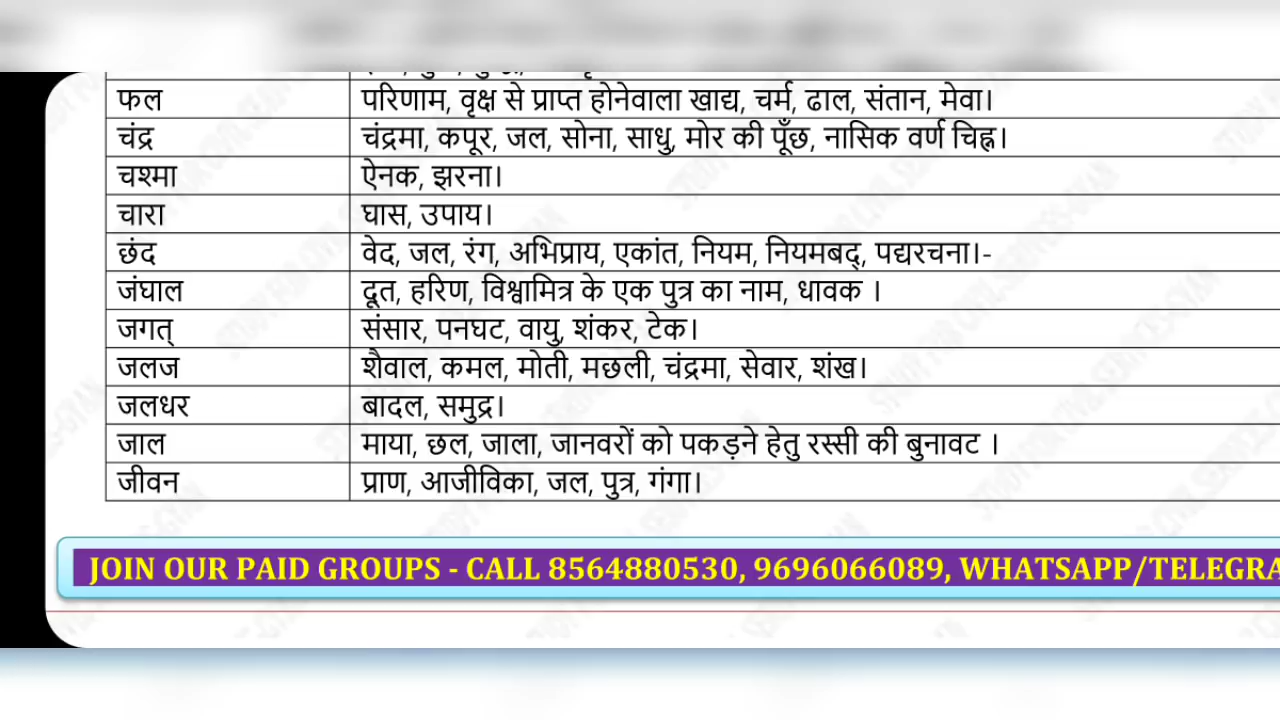 फल परिणाम, वृक्ष से प्राप्त होनेवाला खाद्य, चर्म, ढाल, संतान, मेवा।
चंद्र चंद्रमा, कपूर, जल, सोना, साधु, मोर की पूँछ, नासिक वर्ण चिह्न।
चश्मा ऐनक, झरना।
चारा घास, उपाय।
छंद वेद, जल, रंग, अभिप्राय, एकांत, नियम, नियमबद्, पद्यरचना।-
जंघाल दूत, हरिण, विश्वामित्र के एक पुत्र का नाम, धावक ।
जगत् संसार, पनघट, वायु, शंकर, टेक।
जलज शैवाल, कमल, मोती, मछली, चंद्रमा, सेवार, शंख।
जलधर बादल, समुद्र।
जाल माया, छल, जाला, जानवरों को पकड़ने हेतु रस्सी की बुनावट ।
जीवन प्राण, आजीविका, जल, पुत्र, गंगा।
JOIN OUR PAID GROUPS - CALL 8564880530, 9696066089, WHATSAPP/TELEGRA